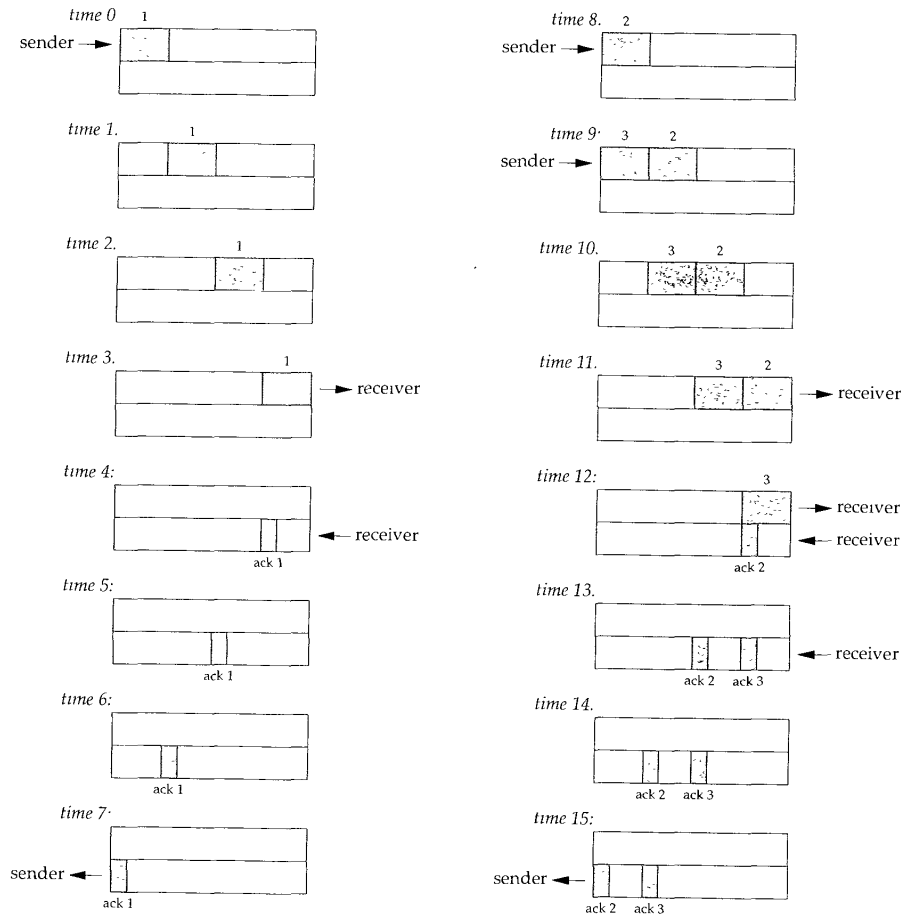 time 0
1
sender
time 1.
1
time 2.
1
time 3.
1
receiver
time 4:
receiver
ack 1
time 5:
ack 1
time 6:
ack 1
time 7:
sender
ack 1
time 8.
2
time 9:
3 2
sender
time 10.
3 2
time 11.
3 2
receiver
time 12:
3
receiver
receiver
ack 2
time 13.
receiver
ack 2 ack 3
time 14.
ack 2 ack 3
time 15:
sender
ack 2 ack 3